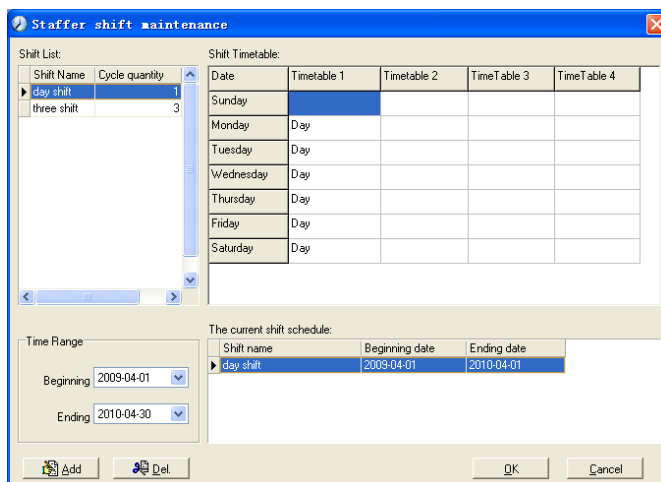 Staffer shift maintenance
Shift List:
Shift Name Cycle quantity
day shift 1
three shift 3
Shift Timetable:
Date Timetable 1 Timetable 2 TimeTable 3 TimeTable 4
Sunday
Monday Day
Tuesday Day
Wednesday Day
Thursday Day
Friday Day
Saturday Day
Time Range
Beginning 2009-04-01
Ending 2010-04-30
The current shift schedule:
Shift name Beginning date Ending date
day shift 2009-04-01 2010-04-01
Add Del. OK Cancel